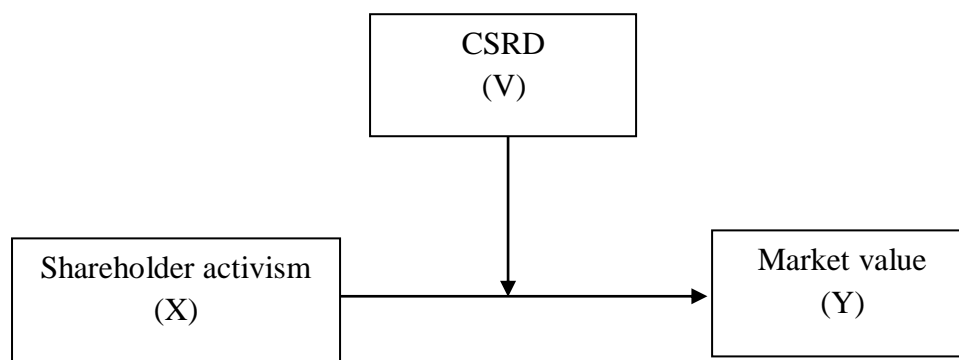 CSRD
(V)
Shareholder activism
(X)
Market value
(Y)